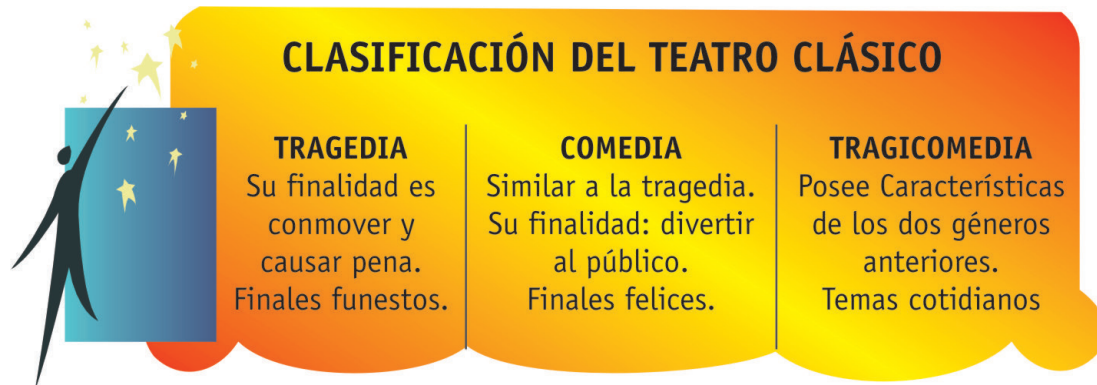 CLASIFICACIÓN DEL TEATRO CLÁSICO
TRAGEDIA
Su finalidad es
conmover y
causar pena.
Finales funestos.
COMEDIA
Similar a la tragedia.
Su finalidad: divertir
al público.
Finales felices.
TRAGICOMEDIA
Posee Características
de los dos géneros
anteriores.
Temas cotidianos